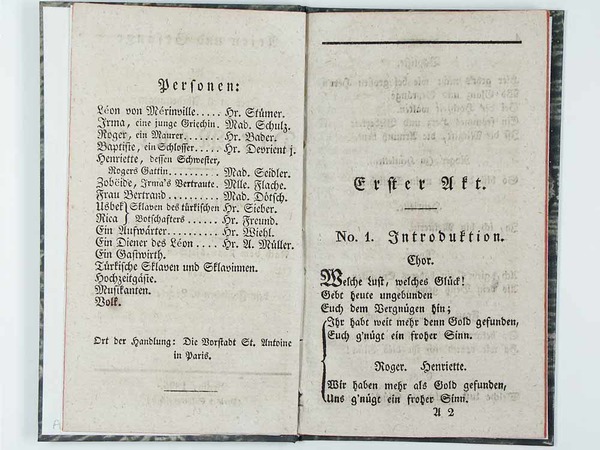 Personen:
Léon von Mérinville..... Hr. Stümer.
Irma, eine junge Griechin. Mad. Schulz.
Roger, ein Maurer........ Hr. Bader.
Baptiste, ein Schlosser.... Hr. Devrient j.
Henriette, dessen Schwester,
Rogers Gattin.......... Mad. Seidler.
Zobeide, Irma's Vertraute. Mlle. Flache.
Frau Bertrand.......... Mad. Dötsch.
Usbek } Sklaven des türkischen Hr. Sieber.
Rica } Botschafters ....... Hr. Freund.
Ein Aufwärter.......... Hr. Wiehl.
Ein Diener des Léon.... Hr. A. Müller.
Ein Gastwirth.
Türkische Sklaven und Sklavinnen.
Hochzeitgäste.
Musikanten.
Volk.
Ort der Handlung: Die Vorstadt St. Antoine
in Paris.
Erster Akt.
No. 1. Introduktion.
Chor.
Welche Lust, welches Glück!
Gebt heute ungebunden
Euch dem Vergnügen hin;
Ihr habt weit mehr denn Gold gefunden,
Euch g'nügt ein froher Sinn.
Roger. Henriette.
Wir haben mehr als Gold gefunden,
Uns g'nügt ein froher Sinn.
A 2